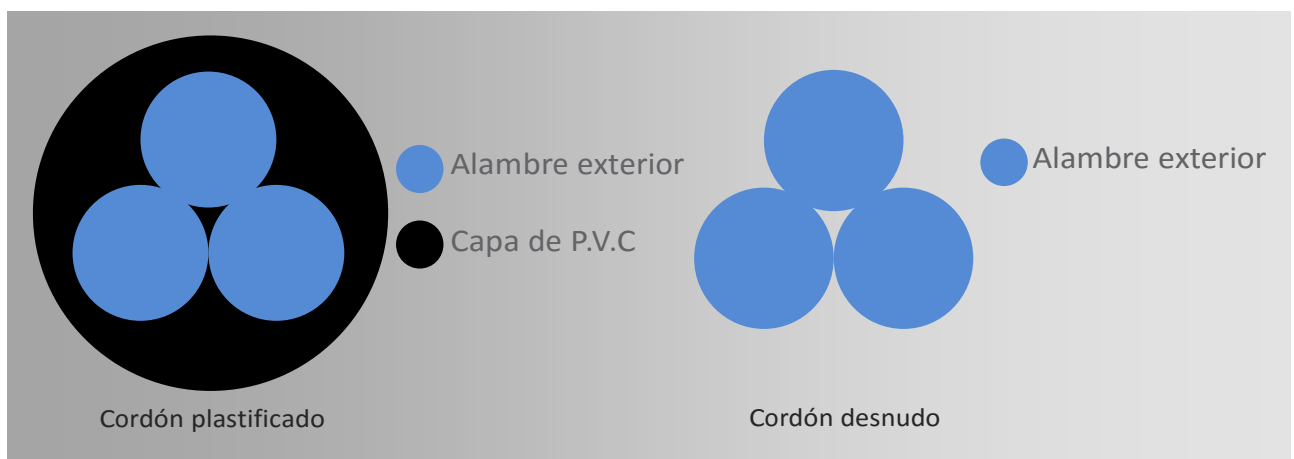 Alambre exterior
Capa de P.V.C
Cordón plastificado
Alambre exterior
Cordón desnudo